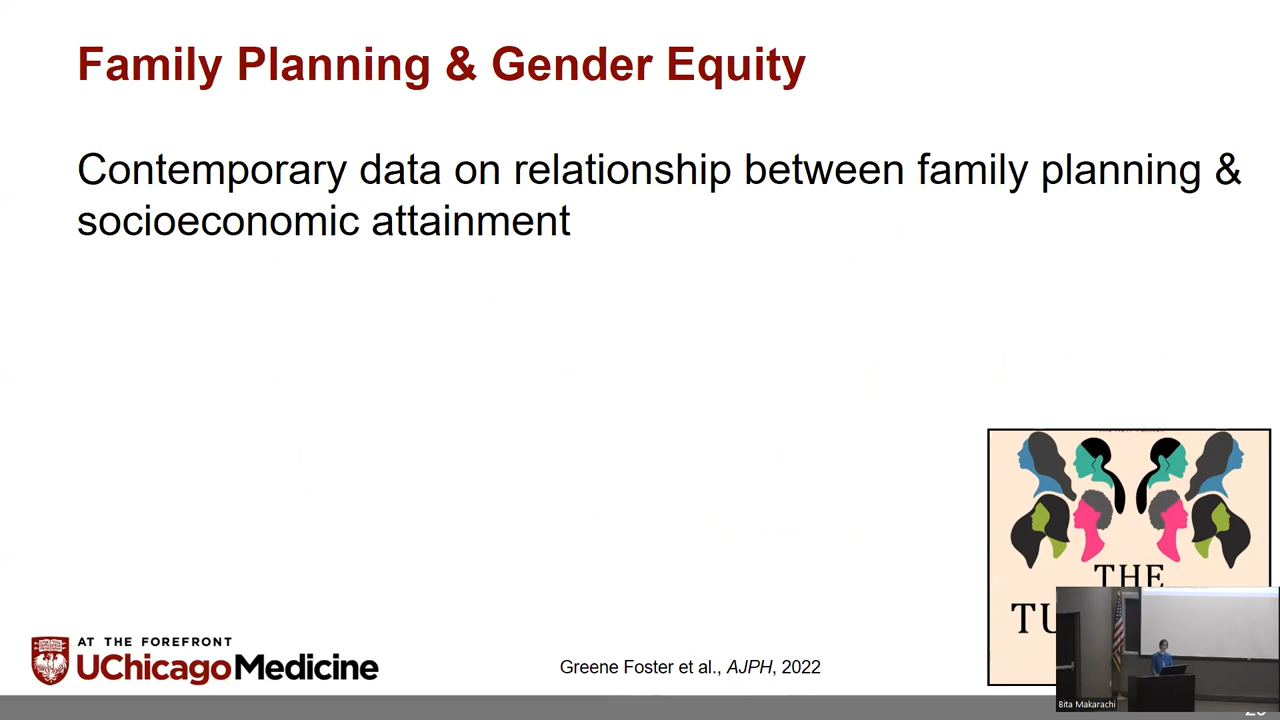 Family Planning & Gender Equity
Contemporary data on relationship between family planning &
socioeconomic attainment
THE
TU
AT THE FOREFRONT
UChicagoMedicine
Greene Foster et al., AJPH, 2022
Bita Makarachi